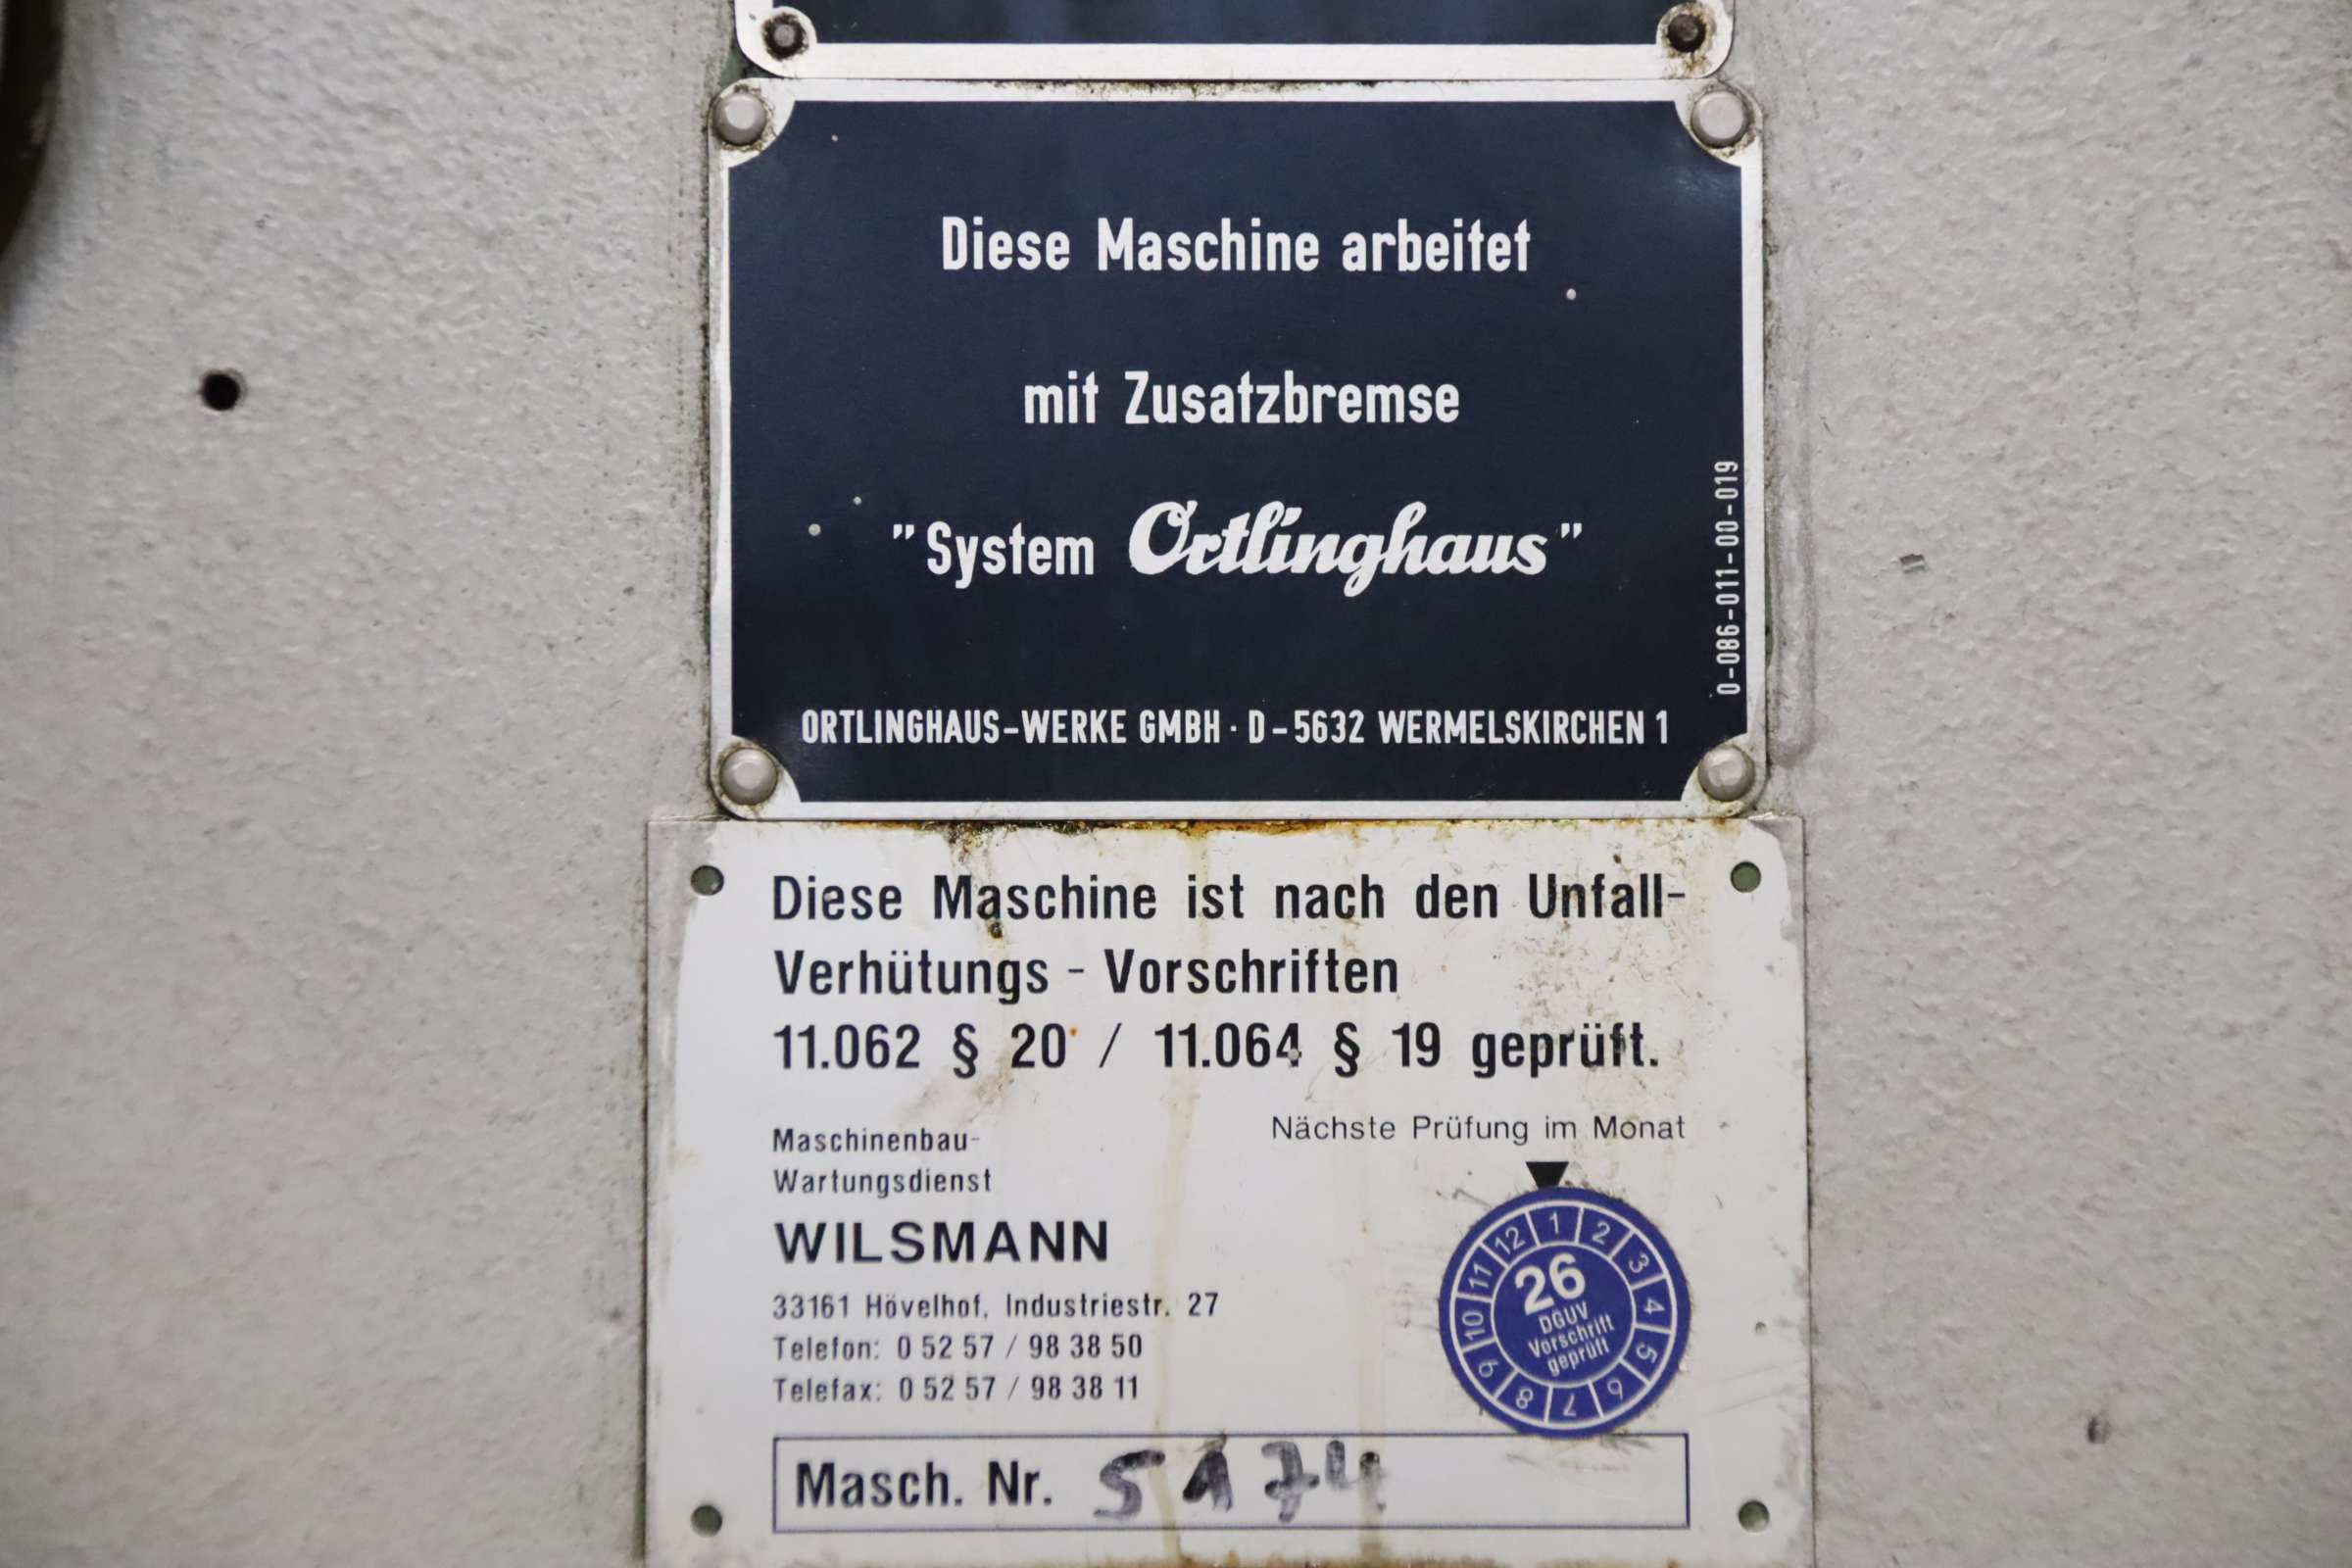 Diese Maschine arbeitet
mit Zusatzbremse
"System Ortlinghaus"
0-086-011-00-019
ORTLINGHAUS-WERKE GMBH · D-5632 WERMELSKIRCHEN 1
Diese Maschine ist nach den Unfall-
Verhütungs - Vorschriften
11.062 § 20 / 11.064 § 19 geprüft.
Maschinenbau-
Wartungsdienst
WILSMANN
33161 Hövelhof, Industriestr. 27
Telefon: 0 52 57 / 98 38 50
Telefax: 0 52 57 / 98 38 11
Nächste Prüfung im Monat
1 2 3 4 5 6 7 8 9 10 11 12
26
DGUV
Vorschrift
geprüft
Masch. Nr. 5174